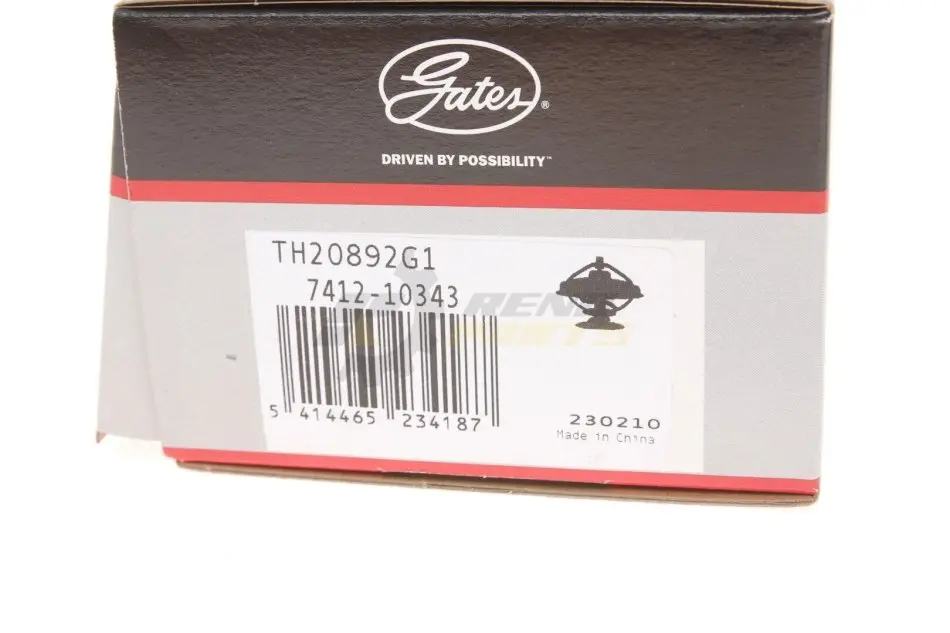 Gates®
DRIVEN BY POSSIBILITY™
TH20892G1
7412-10343
5 414465 234187
230210
Made in China